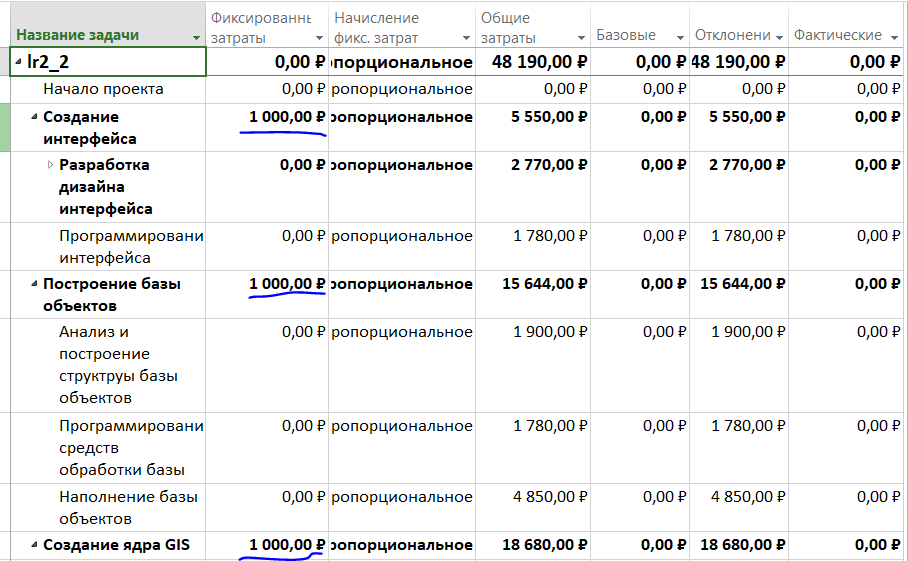 Название задачи
Фиксированны
затраты
Начисление
фикс. затрат
Общие
затраты
Базовые
Отклонени
Фактические
lr2_2 0,00 ₽ опорциональное 48 190,00 ₽ 0,00 ₽ 48 190,00 ₽ 0,00 ₽
Начало проекта 0,00 ₽ ропорциональное 0,00 ₽ 0,00 ₽ 0,00 ₽ 0,00 ₽
Создание 1 000,00 ₽ ропорциональное 5 550,00 ₽ 0,00 ₽ 5 550,00 ₽ 0,00 ₽
интерфейса
Разработка 0,00 ₽ ропорциональное 2 770,00 ₽ 0,00 ₽ 2 770,00 ₽ 0,00 ₽
дизайна
интерфейса
Программировани 0,00 ₽ ропорциональное 1 780,00 ₽ 0,00 ₽ 1 780,00 ₽ 0,00 ₽
интерфейса
Построение базы 1 000,00 ₽ ропорциональное 15 644,00 ₽ 0,00 ₽ 15 644,00 ₽ 0,00 ₽
объектов
Анализ и 0,00 ₽ ропорциональное 1 900,00 ₽ 0,00 ₽ 1 900,00 ₽ 0,00 ₽
построение
структруы базы
объектов
Программировани 0,00 ₽ ропорциональное 1 780,00 ₽ 0,00 ₽ 1 780,00 ₽ 0,00 ₽
средств
обработки базы
Наполнение базы 0,00 ₽ ропорциональное 4 850,00 ₽ 0,00 ₽ 4 850,00 ₽ 0,00 ₽
объектов
Создание ядра GIS 1 000,00 ₽ ропорциональное 18 680,00 ₽ 0,00 ₽ 18 680,00 ₽ 0,00 ₽